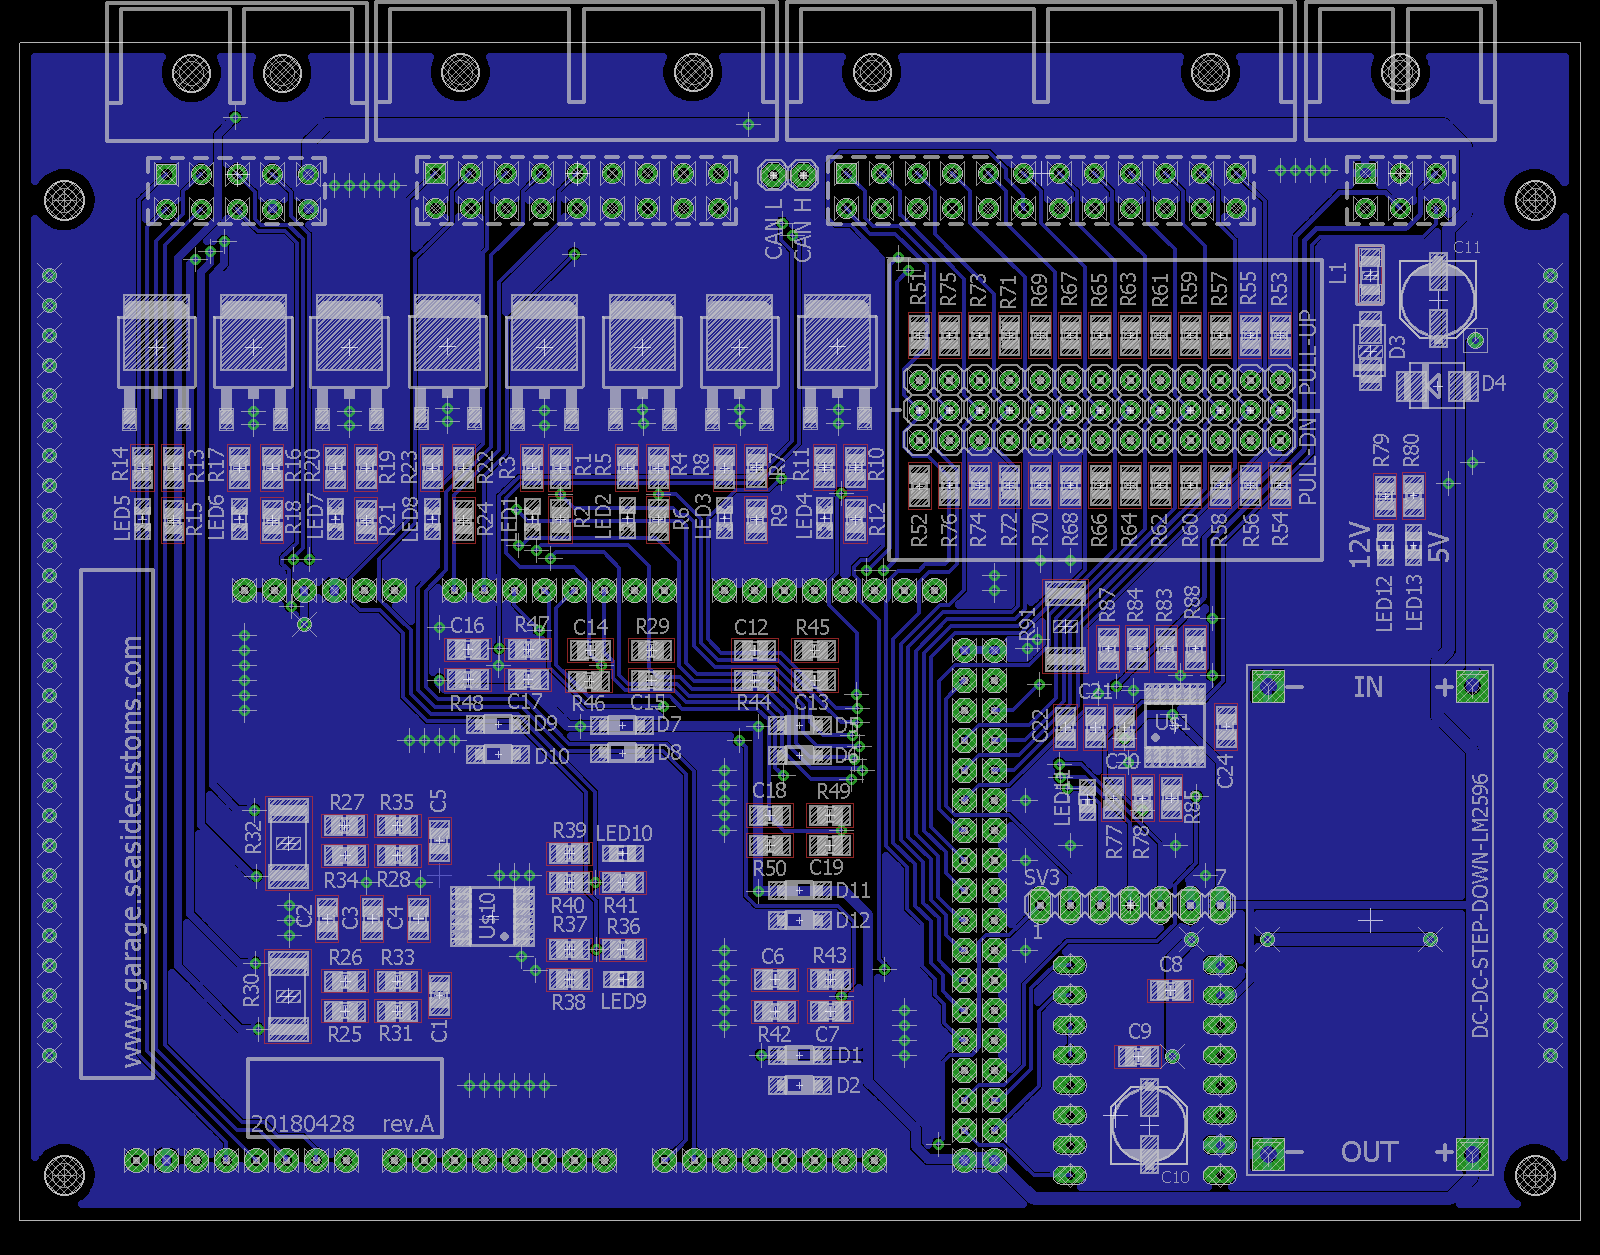 CAN L
CAN H
C11
L1
D3
D4
R51
R75
R73
R71
R69
R67
R65
R63
R61
R59
R57
R55
R53
PULL-UP
PULL-DN
R52
R76
R74
R72
R70
R68
R66
R64
R62
R60
R58
R56
R54
R14
R13
R17
R16
R20
R19
R23
R22
R3
R1
R5
R4
R8
R7
R11
R10
LED5
R15
LED6
R18
LED7
R21
LED8
R24
LED1
R2
LED2
R6
LED3
R9
LED4
R12
R79
R80
12V
5V
LED12
LED13
C16
R47
C14
R29
C12
R45
R48
C17
R46
C15
R44
C13
D9
D7
D5
D10
D8
D6
R91
R87
R84
R83
R88
C22
C21
C20
C24
LED11
R77
R78
R85
IN
+
DC-DC-STEP-DOWN-LM2596
OUT
+
www.garage.seasidecustoms.com
R27
R35
C5
R32
R34
R28
C2
C3
C4
R26
R33
R30
R25
R31
C1
R39
LED10
R40
R41
R37
R36
R38
LED9
C18
R49
R50
C19
D11
D12
C6
R43
R42
C7
D1
D2
SV3
7
1
C8
C9
C10
20180428 rev.A